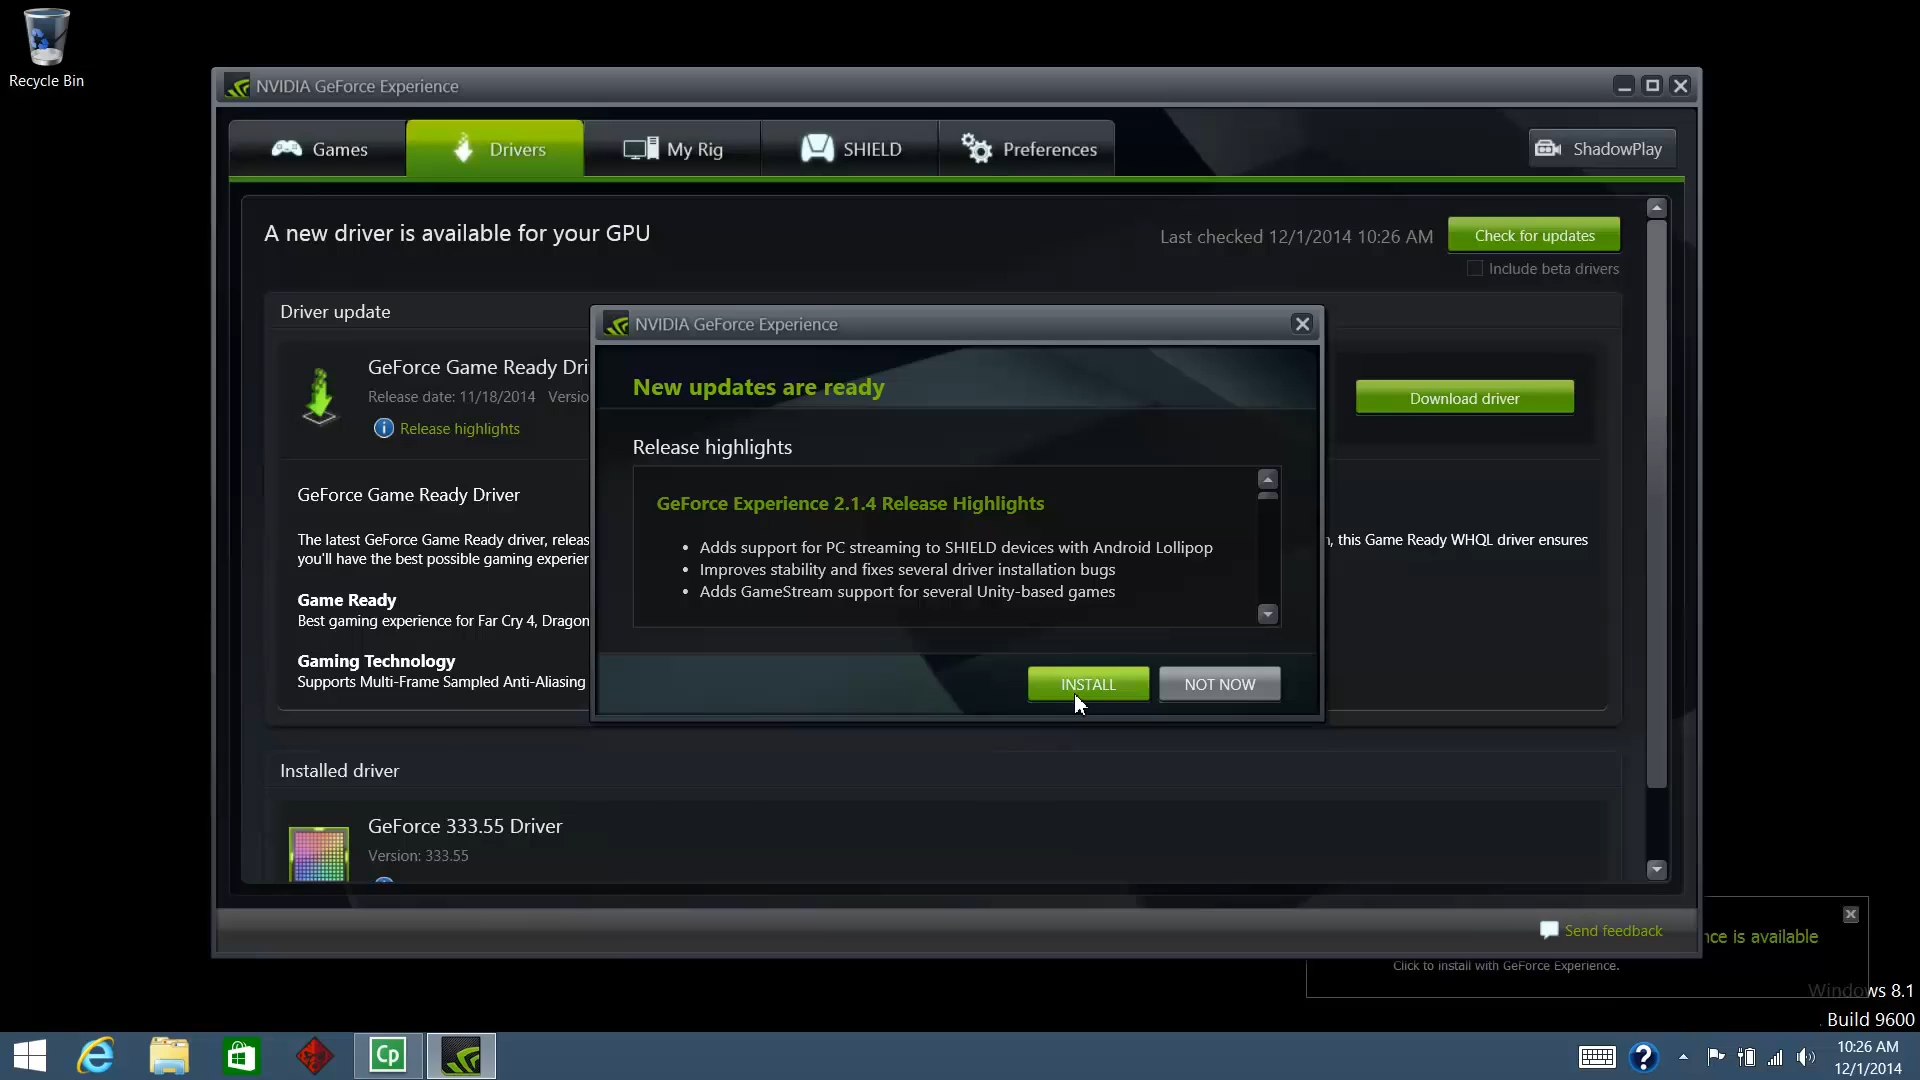 Recycle Bin
NVIDIA GeForce Experience
Games
Drivers
My Rig
SHIELD
Preferences
ShadowPlay
A new driver is available for your GPU
Last checked 12/1/2014 10:26 AM
Check for updates
Include beta drivers
Driver update
GeForce Game Ready Dri
Release date: 11/18/2014 Versio
Release highlights
Download driver
GeForce Game Ready Driver
The latest GeForce Game Ready driver, releas
, this Game Ready WHQL driver ensures
you'll have the best possible gaming experier
Game Ready
Best gaming experience for Far Cry 4, Dragon
Gaming Technology
Supports Multi-Frame Sampled Anti-Aliasing
NVIDIA GeForce Experience
New updates are ready
Release highlights
GeForce Experience 2.1.4 Release Highlights
• Adds support for PC streaming to SHIELD devices with Android Lollipop
• Improves stability and fixes several driver installation bugs
• Adds GameStream support for several Unity-based games
INSTALL
NOT NOW
Installed driver
GeForce 333.55 Driver
Version: 333.55
Send feedback
nce is available
Click to install with GeForce Experience.
Windows 8.1
Build 9600
Cp
10:26 AM
12/1/2014